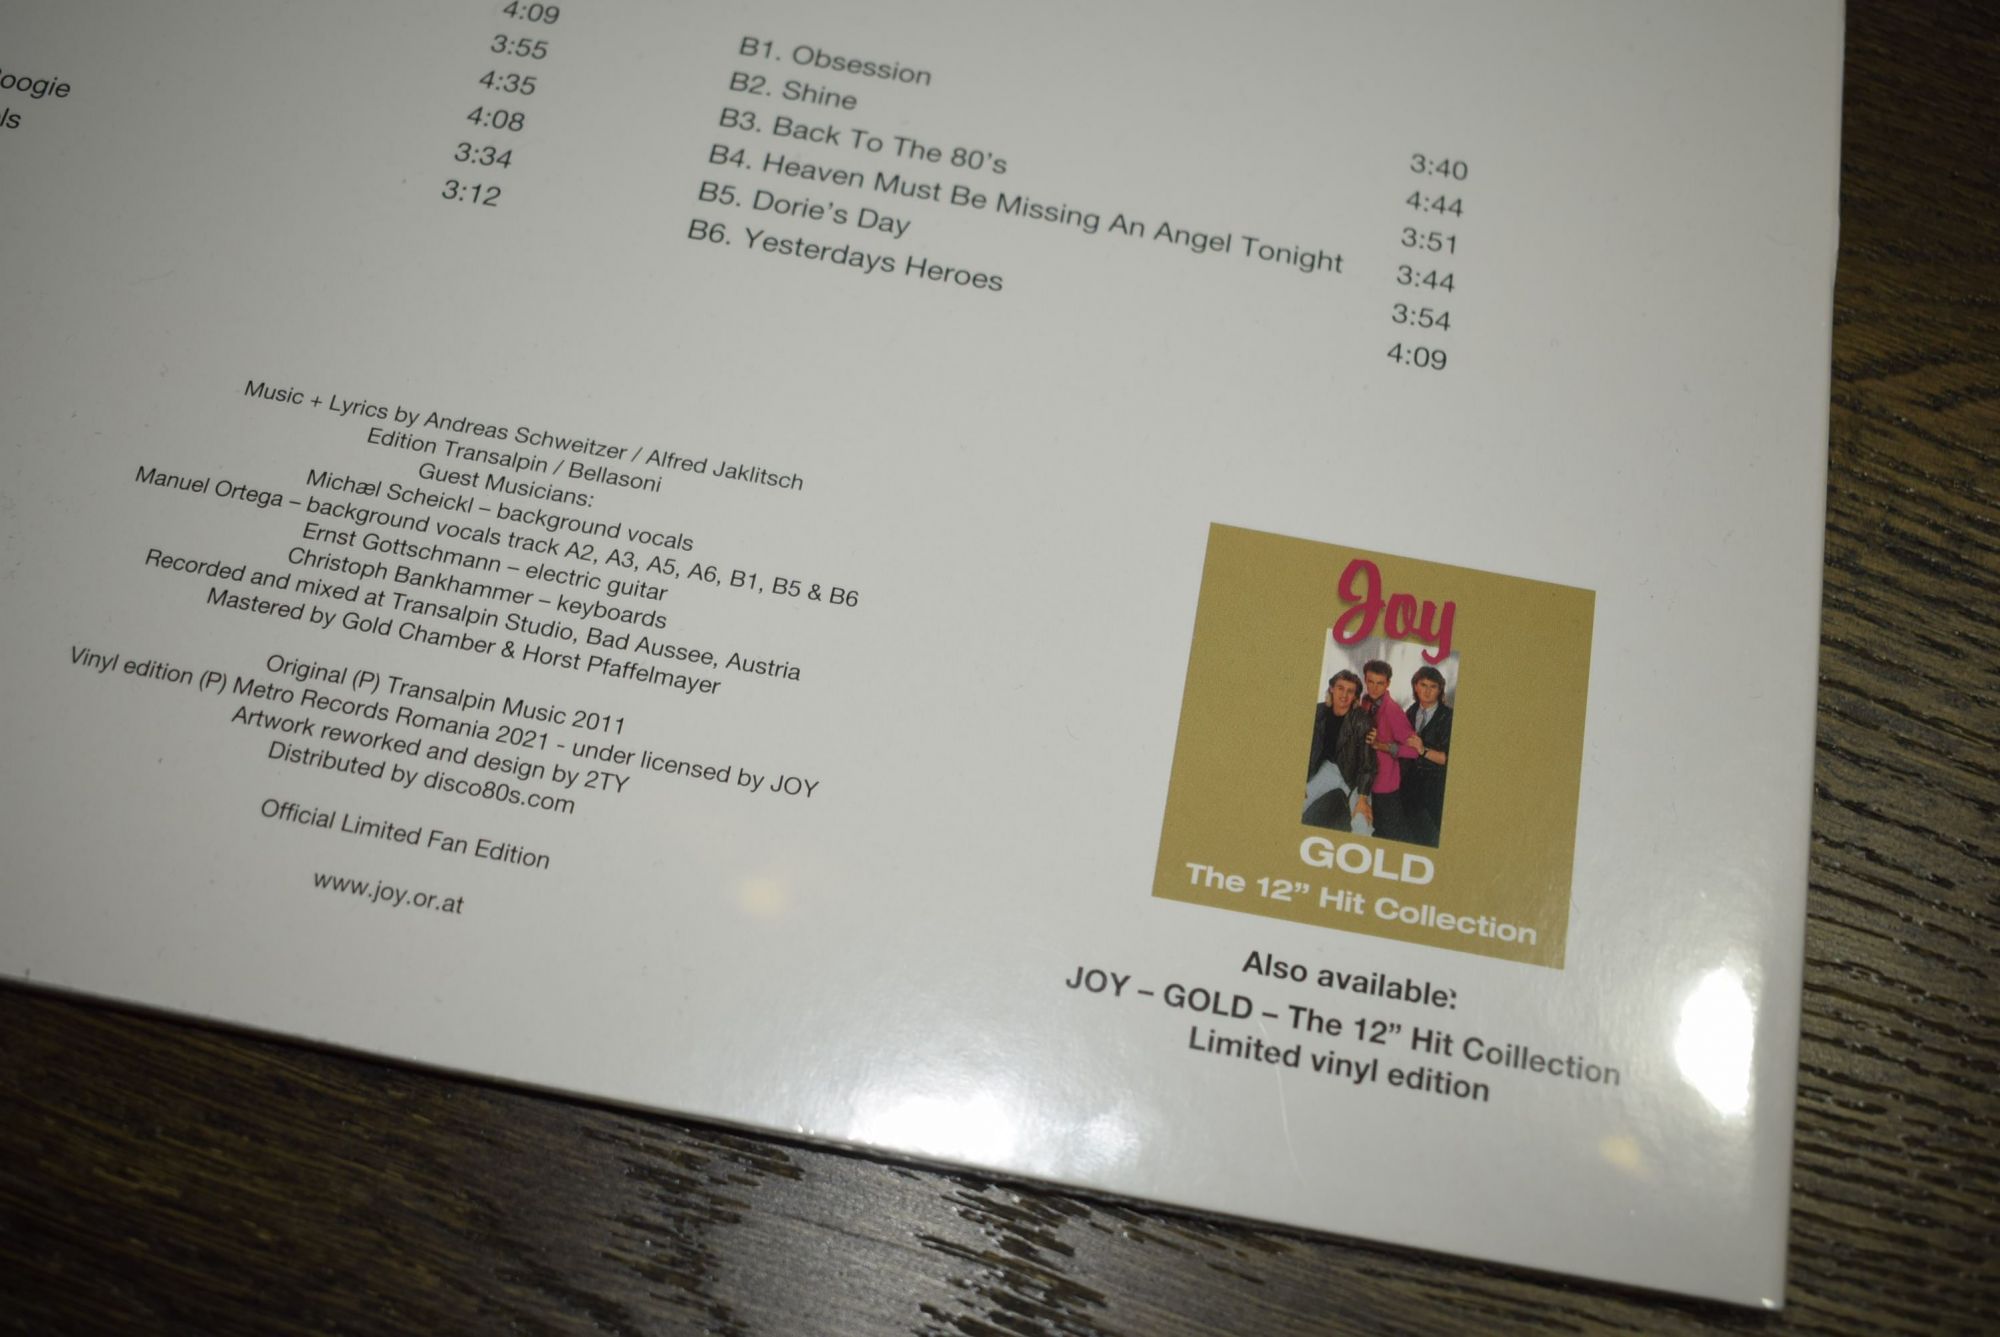 4:09
3:55
oogie 4:35
ls 4:08
3:34
3:12
B1. Obsession 3:40
B2. Shine 4:44
B3. Back To The 80's 3:51
B4. Heaven Must Be Missing An Angel Tonight 3:44
B5. Dorie's Day 3:54
B6. Yesterdays Heroes 4:09
Music + Lyrics by Andreas Schweitzer / Alfred Jaklitsch
Edition Transalpin / Bellasoni
Guest Musicians:
Michæl Scheickl – background vocals
Manuel Ortega – background vocals track A2, A3, A5, A6, B1, B5 & B6
Ernst Gottschmann – electric guitar
Christoph Bankhammer – keyboards
Recorded and mixed at Transalpin Studio, Bad Aussee, Austria
Mastered by Gold Chamber & Horst Pfaffelmayer
Original (P) Transalpin Music 2011
Vinyl edition (P) Metro Records Romania 2021 - under licensed by JOY
Artwork reworked and design by 2TY
Distributed by disco80s.com
Official Limited Fan Edition
www.joy.or.at
Joy
GOLD
The 12” Hit Collection
Also available:
JOY – GOLD – The 12” Hit Coillection
Limited vinyl edition